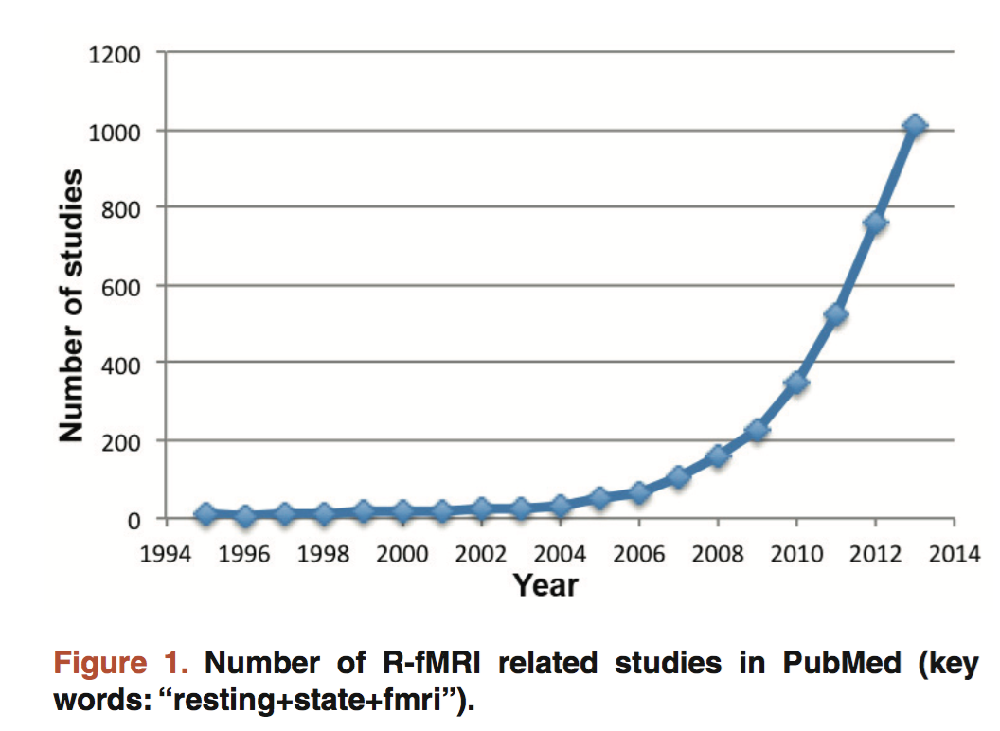 1200
1000
800
600
400
200
0
Number of studies
1994 1996 1998 2000 2002 2004 2006 2008 2010 2012 2014
Year
Figure 1. Number of R-fMRI related studies in PubMed (key
words: “resting+state+fmri”).